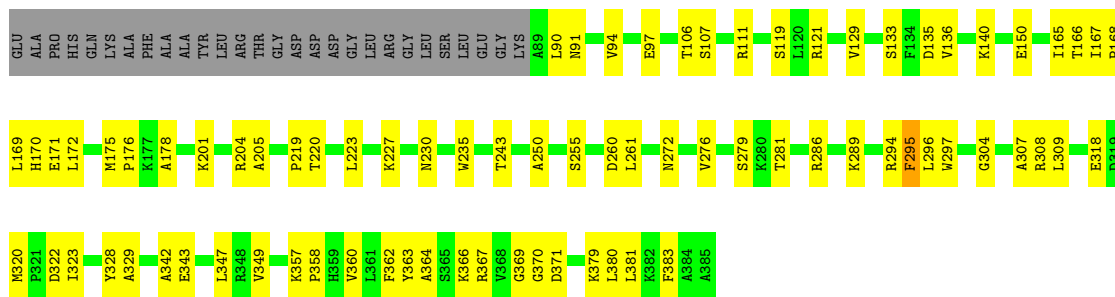 GLU ALA PRO HIS GLN LYS ALA PHE ALA ALA TYR LEU ARG THR GLY ASP ASP ASP GLY LEU ARG GLY LEU SER LEU GLU GLY LYS A89 L90 N91 V94 E97 T106 S107 R111 S119 L120 R121 V129 S133 F134 D135 V136 K140 E150 I165 T166 I167 R168
L169 H170 E171 L172 M175 P176 K177 A178 K201 R204 A205 P219 T220 L223 K227 N230 W235 T243 A250 S255 D260 L261 N272 V276 S279 K280 T281 R286 K289 R294 F295 L296 W297 G304 A307 R308 L309 E318 D319
M320 P321 D322 I323 Y328 A329 A342 E343 L347 R348 V349 K357 P358 H359 V360 L361 F362 Y363 A364 S365 K366 R367 V368 G369 G370 D371 K379 L380 L381 K382 F383 A384 A385